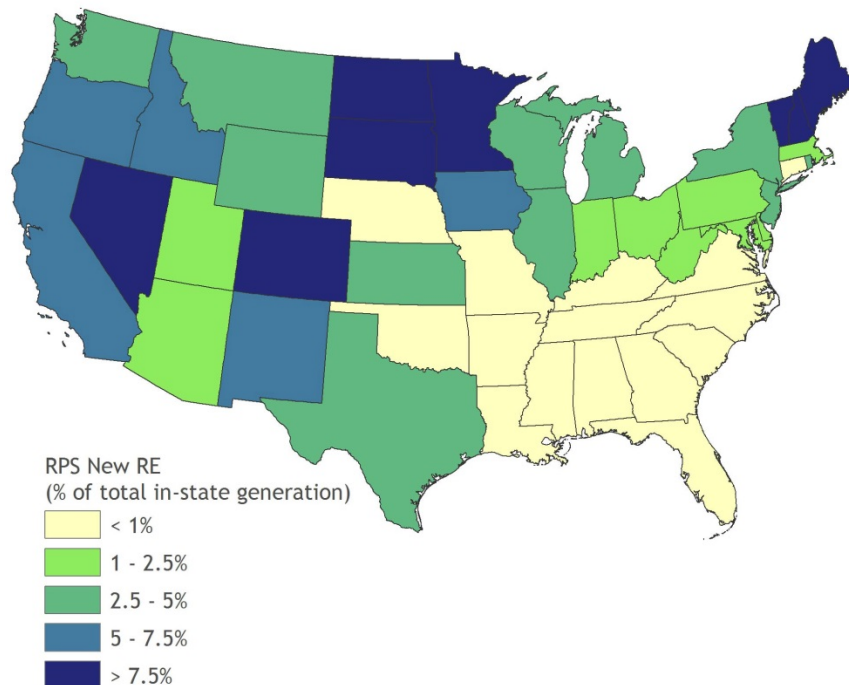 RPS New RE
(% of total in-state generation)
< 1%
1 - 2.5%
2.5 - 5%
5 - 7.5%
> 7.5%